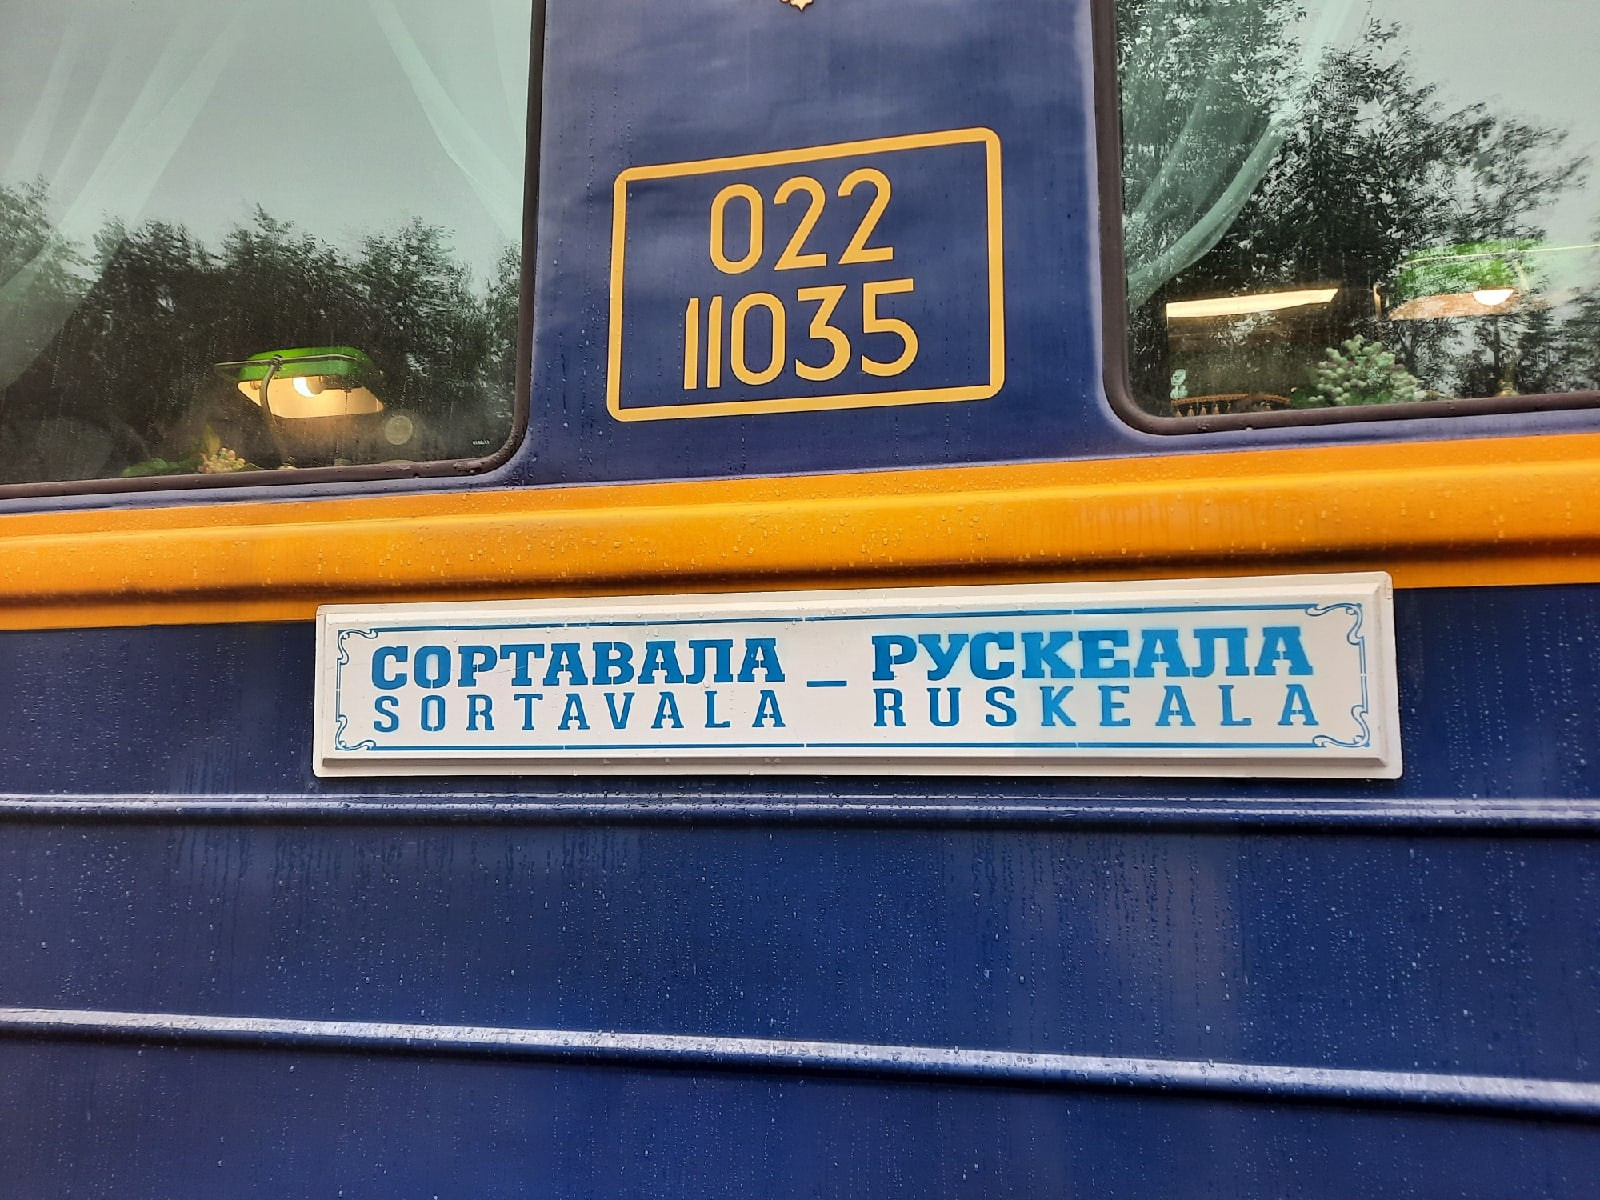 022
11035
СОРТАВАЛА – РУСКЕАЛА
SORTAVALA RUSKEALA